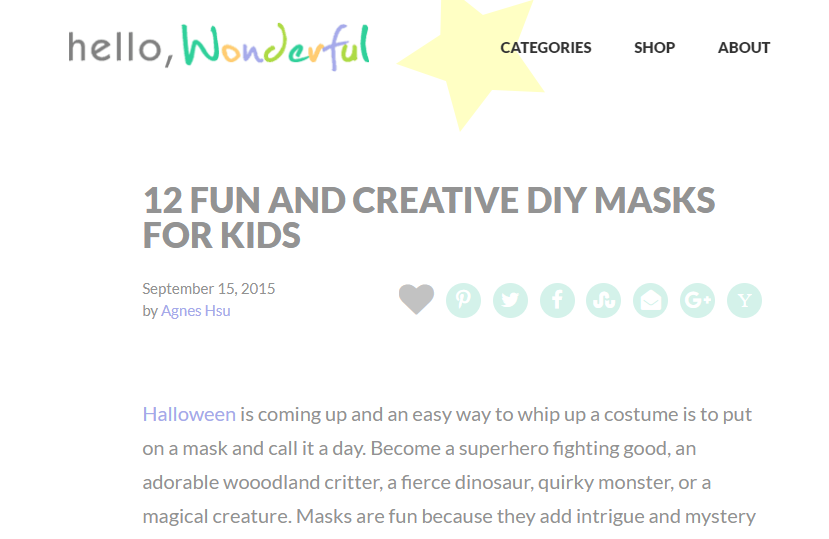 hello, Wonderful
CATEGORIES SHOP ABOUT
12 FUN AND CREATIVE DIY MASKS
FOR KIDS
September 15, 2015
by Agnes Hsu
Halloween is coming up and an easy way to whip up a costume is to put
on a mask and call it a day. Become a superhero fighting good, an
adorable wooodland critter, a fierce dinosaur, quirky monster, or a
magical creature. Masks are fun because they add intrigue and mystery